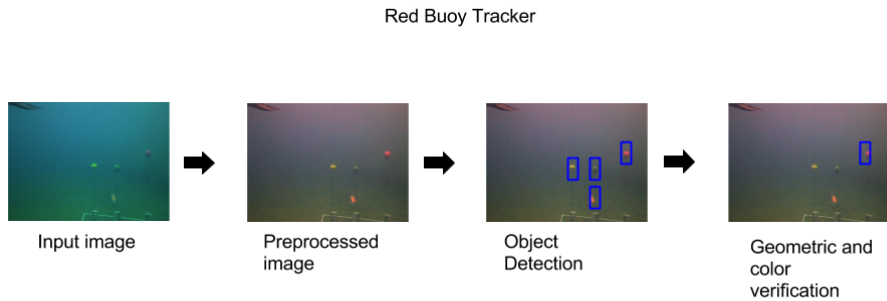 Red Buoy Tracker
Input image
Preprocessed
image
Object
Detection
Geometric and
color
verification